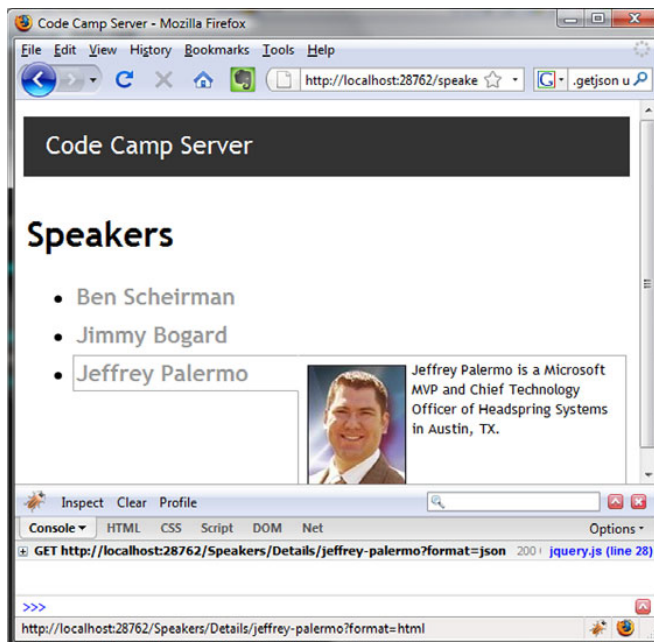 Code Camp Server - Mozilla Firefox
File Edit View History Bookmarks Tools Help
http://localhost:28762/speake
G
.getjson u
Code Camp Server
Speakers
Ben Scheirman
Jimmy Bogard
Jeffrey Palermo
Jeffrey Palermo is a Microsoft
MVP and Chief Technology
Officer of Headspring Systems
in Austin, TX.
Inspect Clear Profile
Console HTML CSS Script DOM Net Options
GET http://localhost:28762/Speakers/Details/jeffrey-palermo?format=json 200 jquery.js (line 28)
>>>
http://localhost:28762/Speakers/Details/jeffrey-palermo?format=html